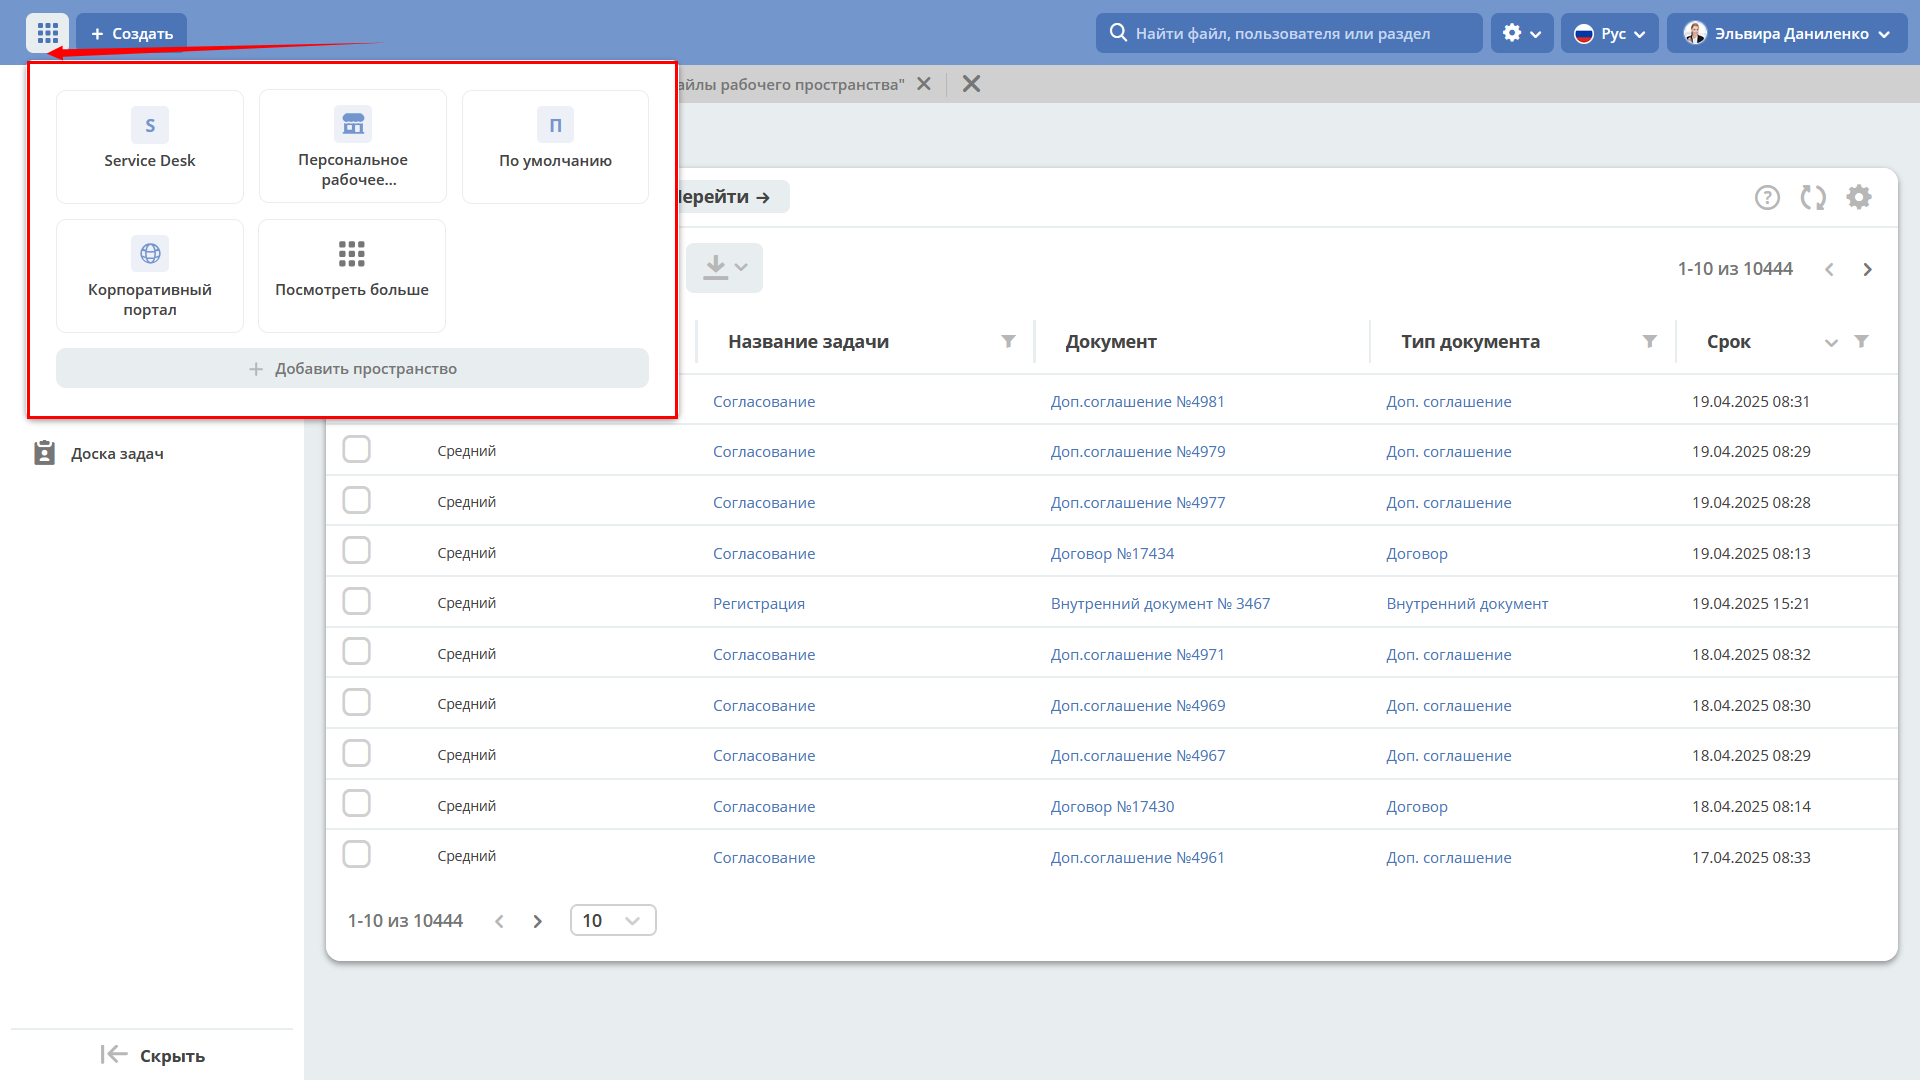 + Создать
Найти файл, пользователя или раздел
Рус
Эльвира Даниленко
айлы рабочего пространства"
S
Service Desk
Персональное
рабочее...
П
По умолчанию
Корпоративный
портал
Посмотреть больше
+ Добавить пространство
ерейти →
?
1-10 из 10444
Название задачи
Документ
Тип документа
Срок
Согласование
Доп.соглашение №4981
Доп. соглашение
19.04.2025 08:31
Доска задач
Средний
Согласование
Доп.соглашение №4979
Доп. соглашение
19.04.2025 08:29
Средний
Согласование
Доп.соглашение №4977
Доп. соглашение
19.04.2025 08:28
Средний
Согласование
Договор №17434
Договор
19.04.2025 08:13
Средний
Регистрация
Внутренний документ № 3467
Внутренний документ
19.04.2025 15:21
Средний
Согласование
Доп.соглашение №4971
Доп. соглашение
18.04.2025 08:32
Средний
Согласование
Доп.соглашение №4969
Доп. соглашение
18.04.2025 08:30
Средний
Согласование
Доп.соглашение №4967
Доп. соглашение
18.04.2025 08:29
Средний
Согласование
Договор №17430
Договор
18.04.2025 08:14
Средний
Согласование
Доп.соглашение №4961
Доп. соглашение
17.04.2025 08:33
1-10 из 10444
10
Скрыть